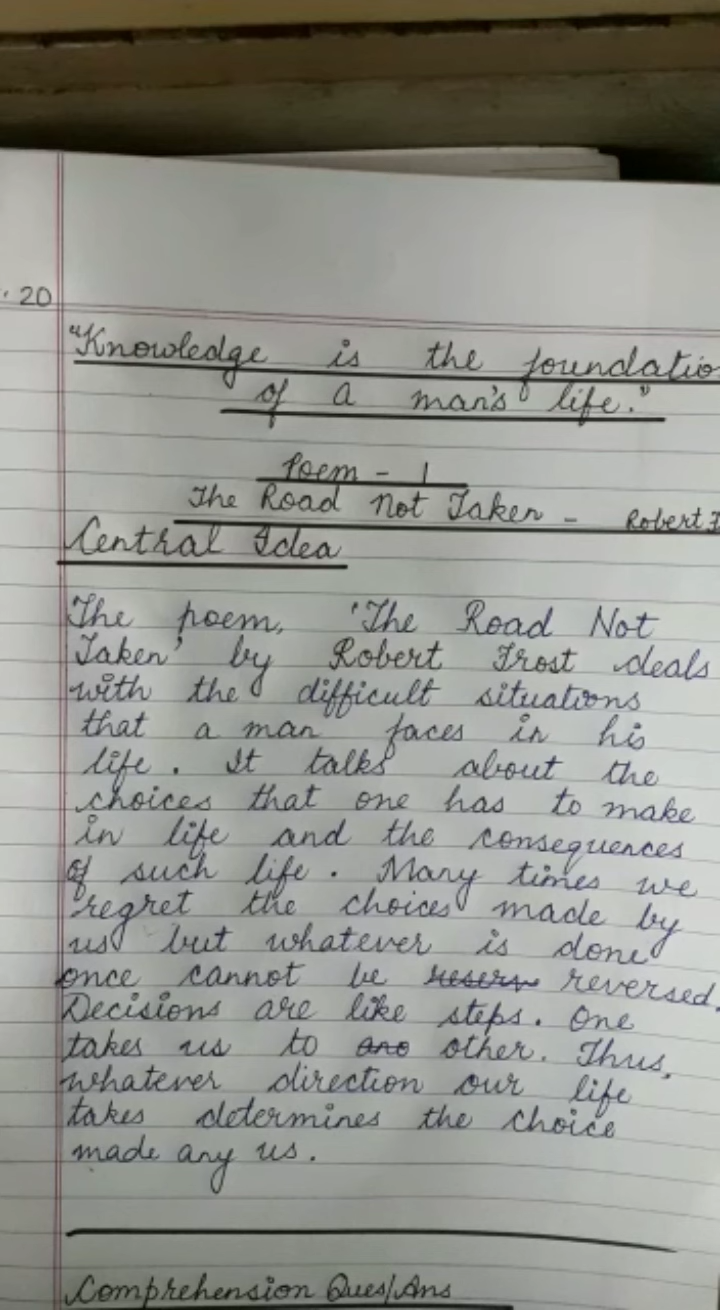 . 20
"Knowledge is the foundatio
of a man's life."
Poem - 1
The Road Not Taken - Robert F
Central Idea
The poem, 'The Road Not
Taken' by Robert Frost deals
with the difficult situations
that a man faces in his
life. It talks about the
choices that one has to make
in life and the consequences
of such life. Many times we
regret the choices made by
us but whatever is done
once cannot be reversed.
Decisions are like steps. One
takes us to other. Thus,
whatever direction our life
takes determines the choice
made any us.
Comprehension Ques/Ans